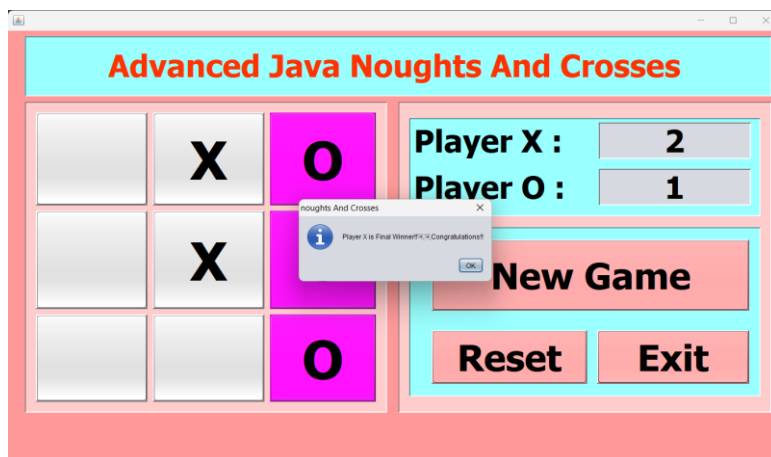 Advanced Java Noughts And Crosses
X O
Player X : 2
Player O : 1
noughts And Crosses
Player X is Final Winner!! Congratulations!!
OK
X
New Game
O
Reset Exit